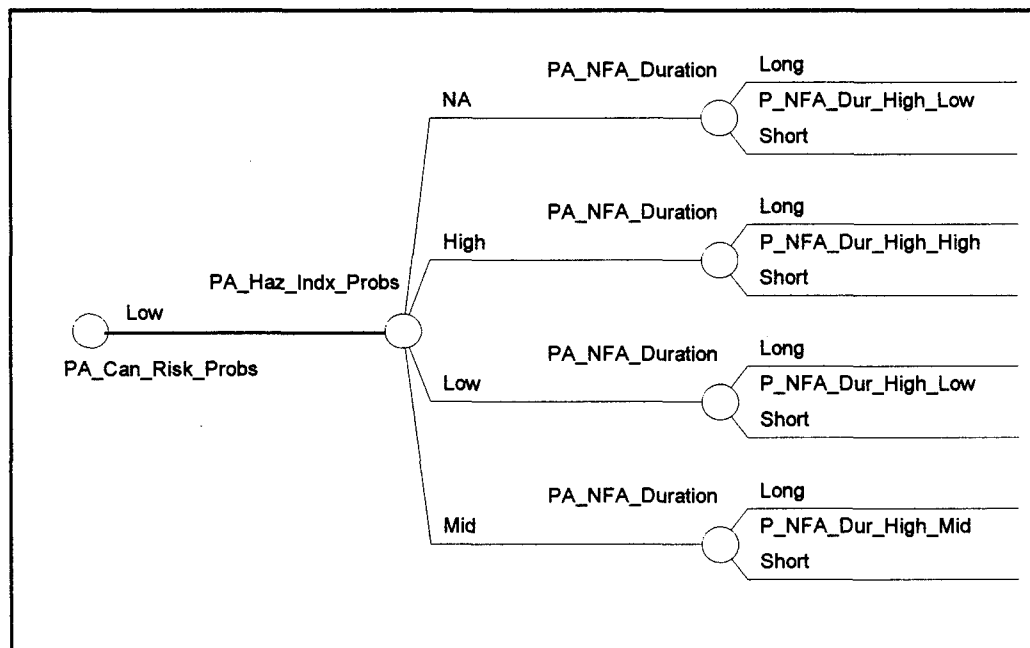 PA_NFA_Duration
Long
NA
P_NFA_Dur_High_Low
Short
PA_NFA_Duration
Long
High
P_NFA_Dur_High_High
Short
PA_Haz_Indx_Probs
Low
PA_Can_Risk_Probs
PA_NFA_Duration
Long
Low
P_NFA_Dur_High_Low
Short
PA_NFA_Duration
Long
Mid
P_NFA_Dur_High_Mid
Short